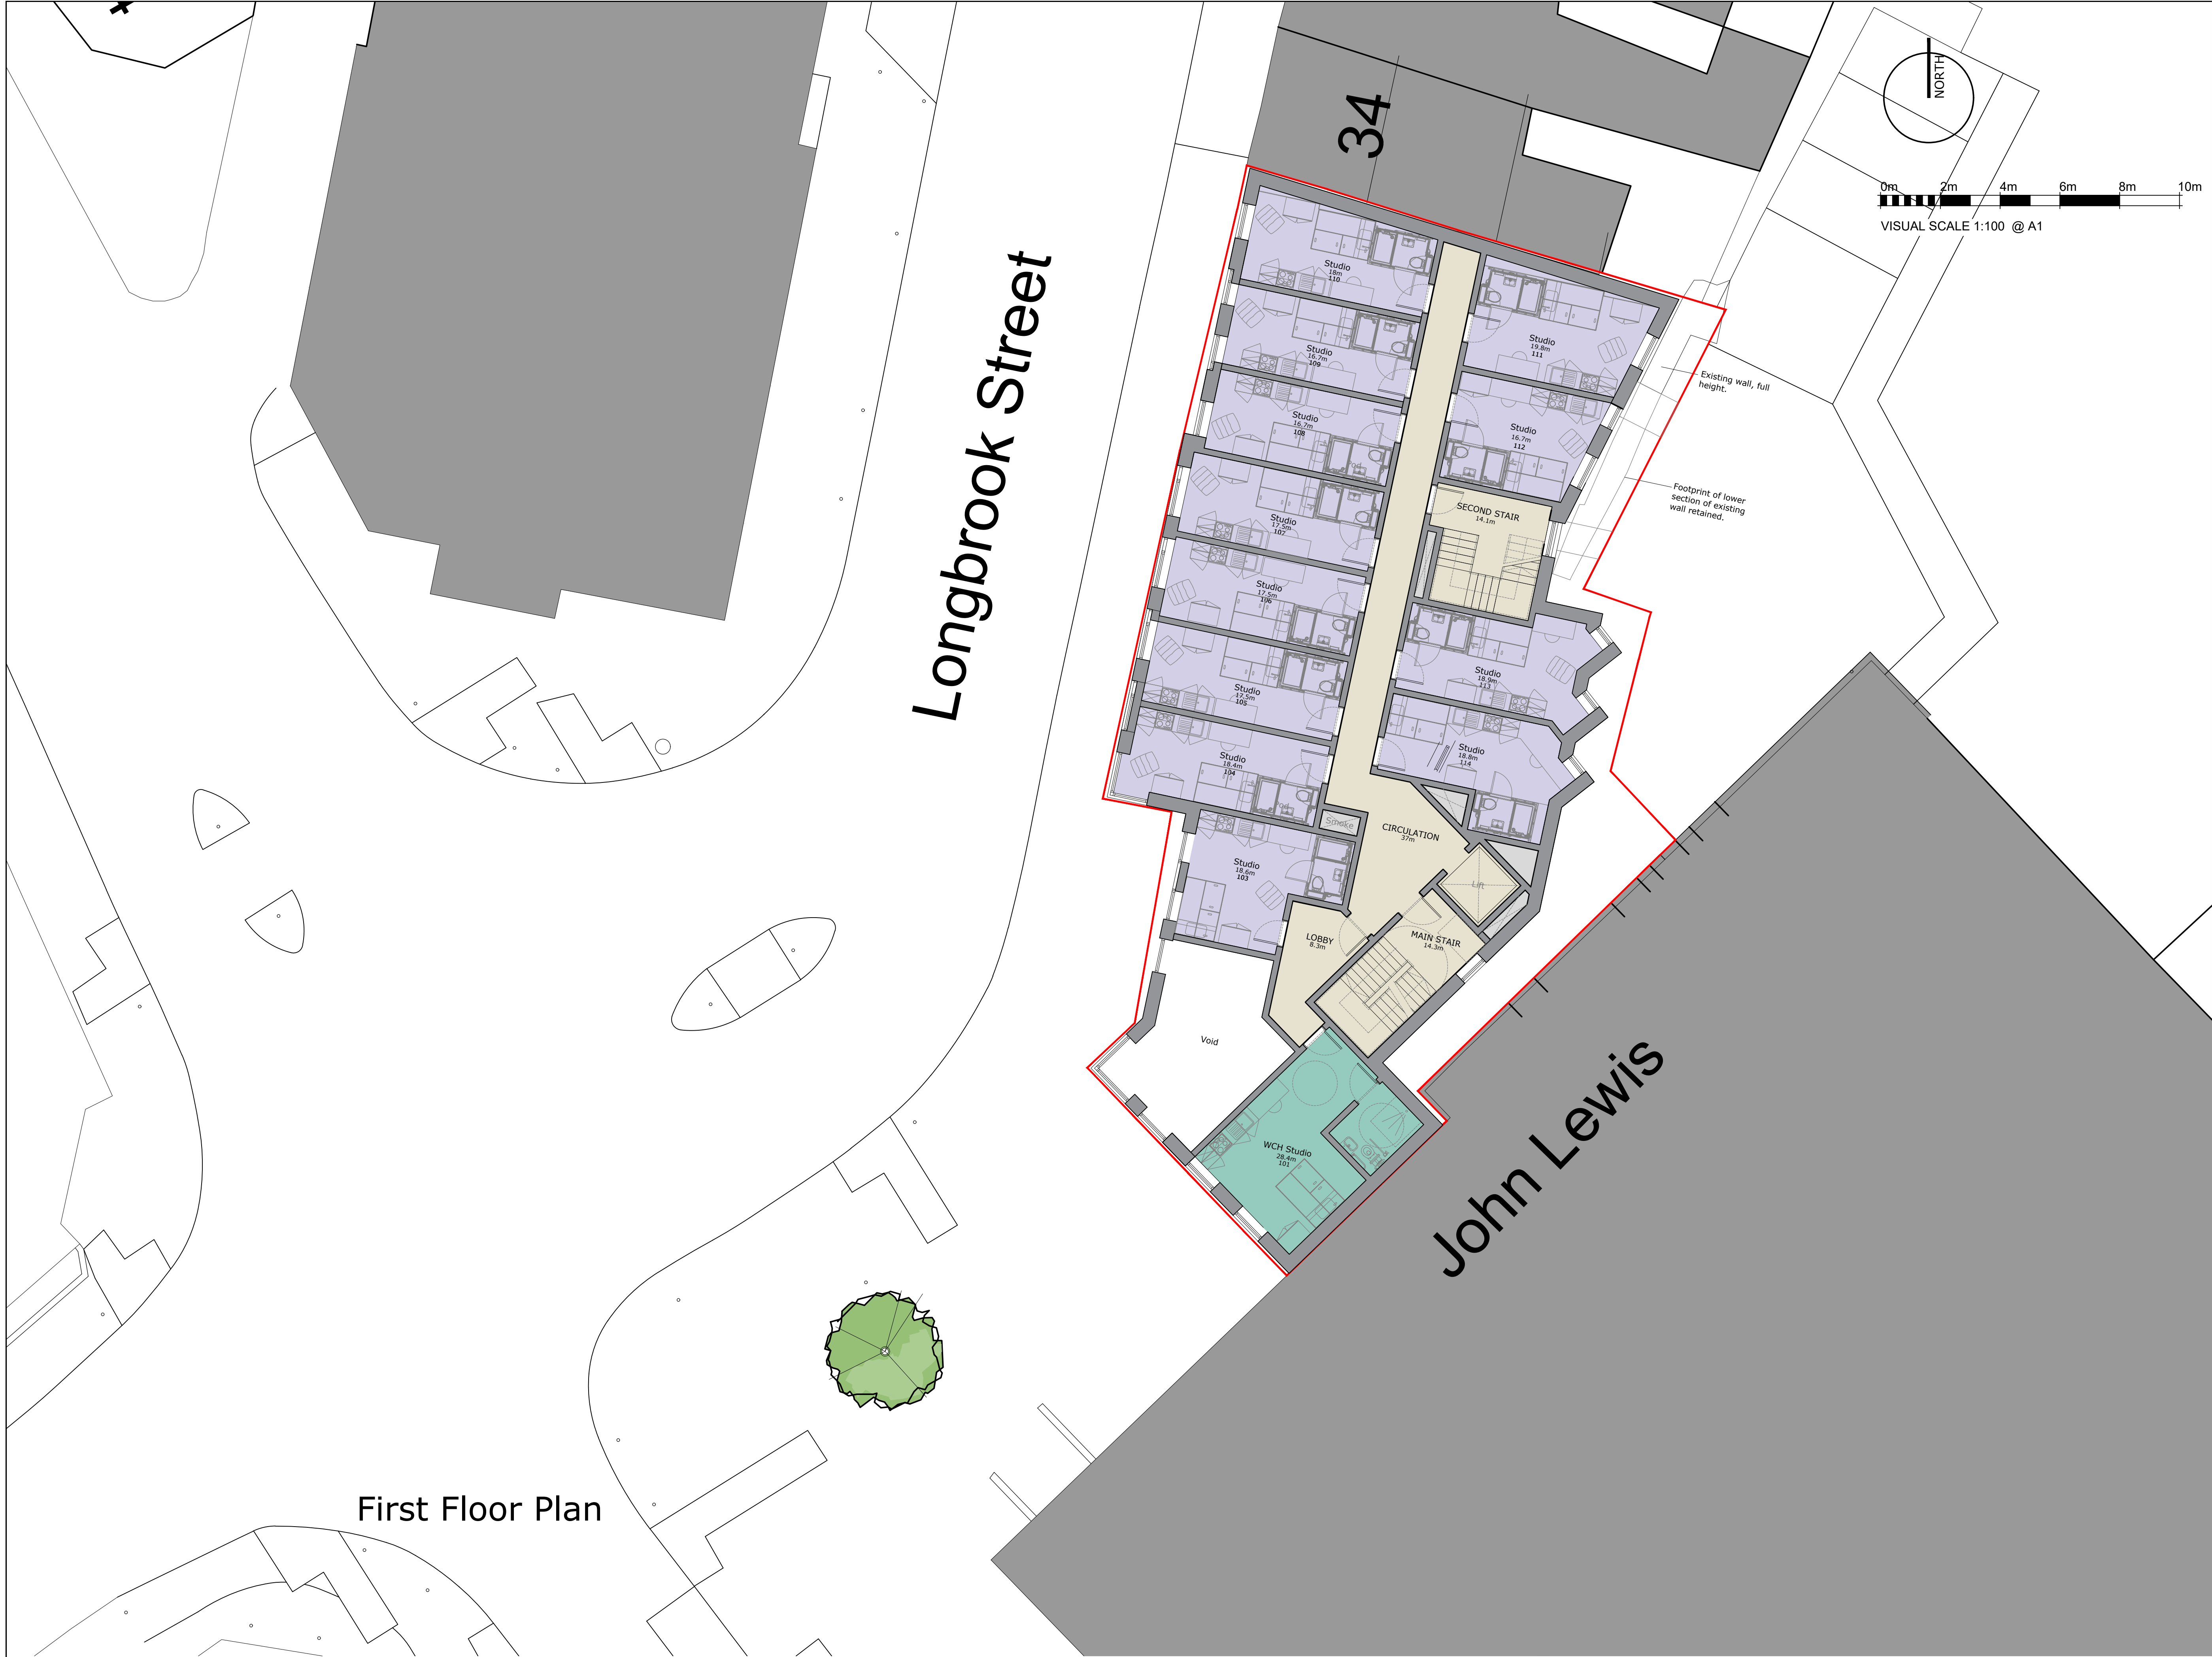 34
NORTH
0m 2m 4m 6m 8m 10m
VISUAL SCALE 1:100 @ A1
Longbrook Street
Studio
18m
110
Studio
16.7m
109
Studio
16.7m
108
Studio
17.5m
107
Studio
17.5m
106
Studio
17.5m
105
Studio
18.4m
104
Studio
18.6m
103
Studio
19.8m
111
Studio
16.7m
112
SECOND STAIR
14.1m
Studio
18.9m
113
Studio
18.8m
114
Existing wall, full
height.
Footprint of lower
section of existing
wall retained.
Smoke
CIRCULATION
37m
Lift
LOBBY
8.3m
MAIN STAIR
14.3m
Void
WCH Studio
28.4m
101
John Lewis
First Floor Plan